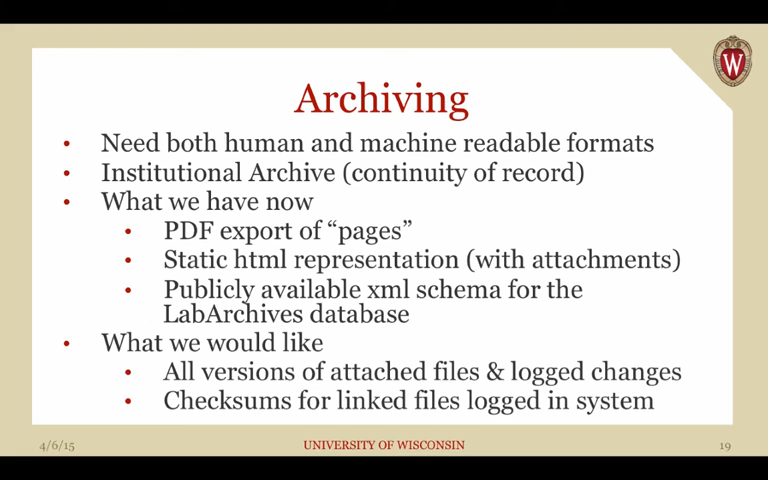 W
Archiving
• Need both human and machine readable formats
• Institutional Archive (continuity of record)
• What we have now
• PDF export of “pages”
• Static html representation (with attachments)
• Publicly available xml schema for the
LabArchives database
• What we would like
• All versions of attached files & logged changes
• Checksums for linked files logged in system
4/6/15 UNIVERSITY OF WISCONSIN 19